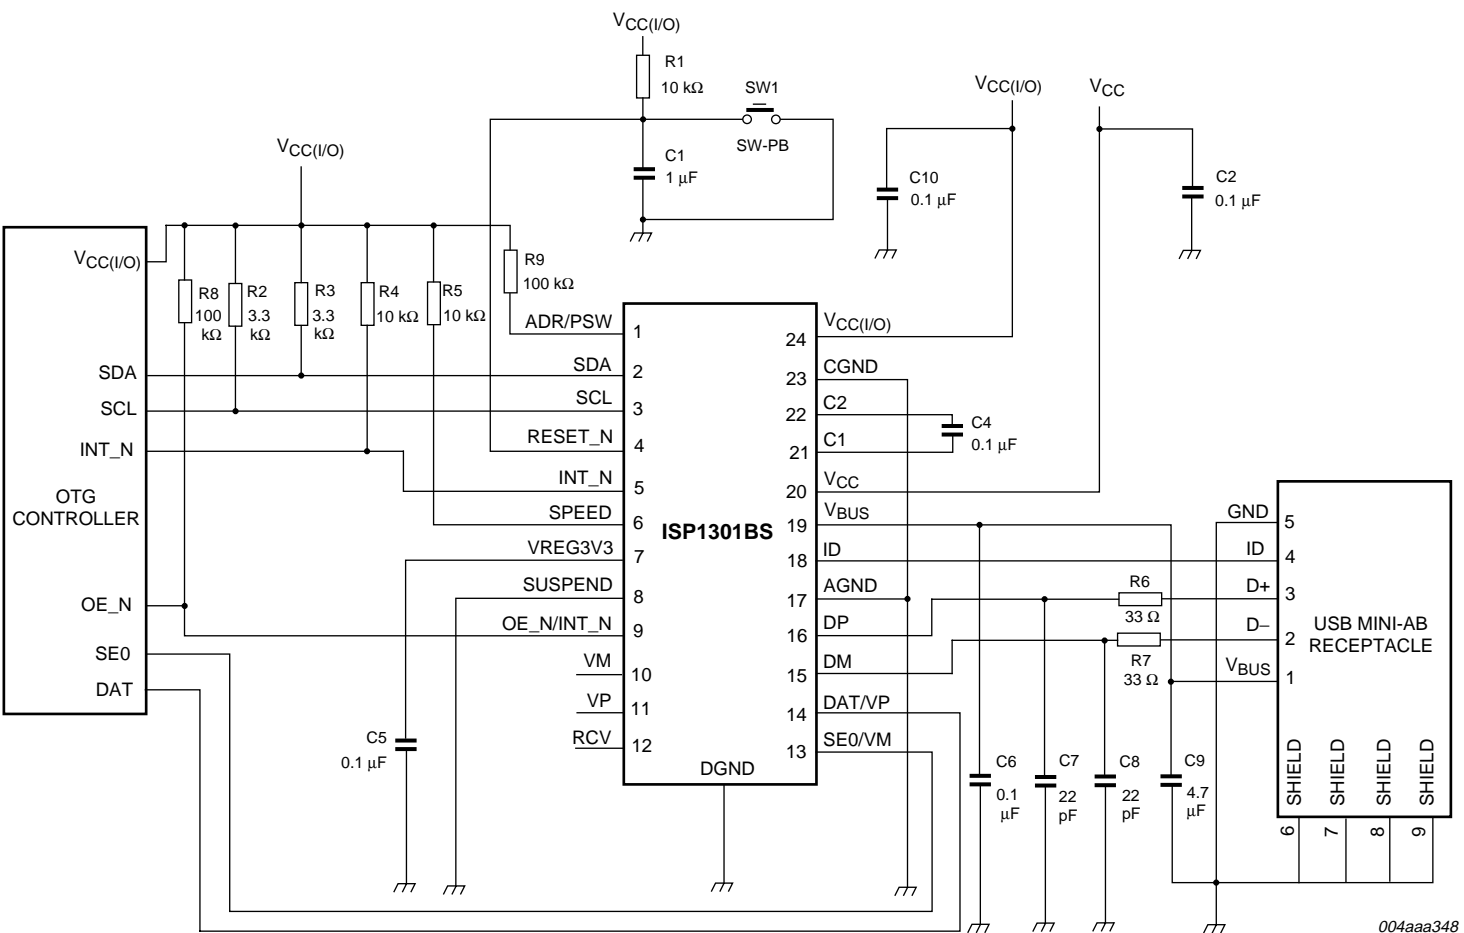 VCC(I/O)
R1
10 kΩ
SW1
SW-PB
C1
1 μF
VCC(I/O)
VCC
C10
0.1 μF
C2
0.1 μF
VCC(I/O)
VCC(I/O)
R8
100
kΩ
R2
3.3
kΩ
R3
3.3
kΩ
R4
10 kΩ
R5
10 kΩ
R9
100 kΩ
SDA
SCL
INT_N
OTG
CONTROLLER
OE_N
SE0
DAT
ADR/PSW
1
SDA
2
SCL
3
RESET_N
4
INT_N
5
SPEED
6
VREG3V3
7
SUSPEND
8
OE_N/INT_N
9
VM
10
VP
11
RCV
12
ISP1301BS
DGND
24
VCC(I/O)
23
CGND
22
C2
21
C1
20
VCC
19
VBUS
18
ID
17
AGND
16
DP
15
DM
14
DAT/VP
13
SE0/VM
C4
0.1 μF
C5
0.1 μF
R6
33 Ω
R7
33 Ω
C6
0.1
μF
C7
22
pF
C8
22
pF
C9
4.7
μF
GND
5
ID
4
D+
3
D−
2
VBUS
1
USB MINI-AB
RECEPTACLE
SHIELD
SHIELD
SHIELD
SHIELD
6
7
8
9
004aaa348